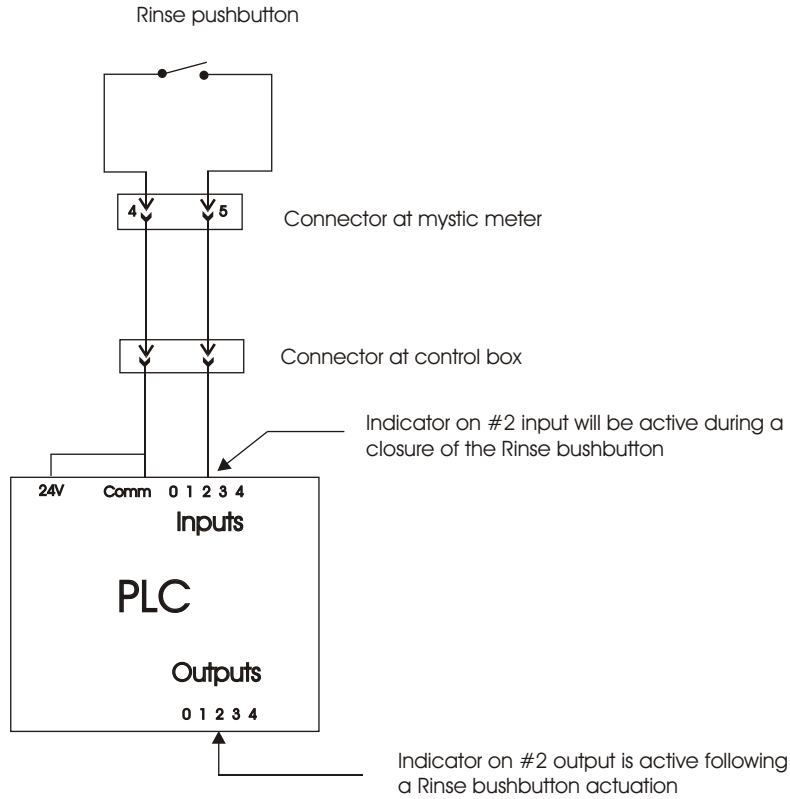 Rinse pushbutton
4 5
Connector at mystic meter
Connector at control box
Indicator on #2 input will be active during a
closure of the Rinse bushbutton
24V Comm 0 1 2 3 4
Inputs
PLC
Outputs
0 1 2 3 4
Indicator on #2 output is active following
a Rinse bushbutton actuation